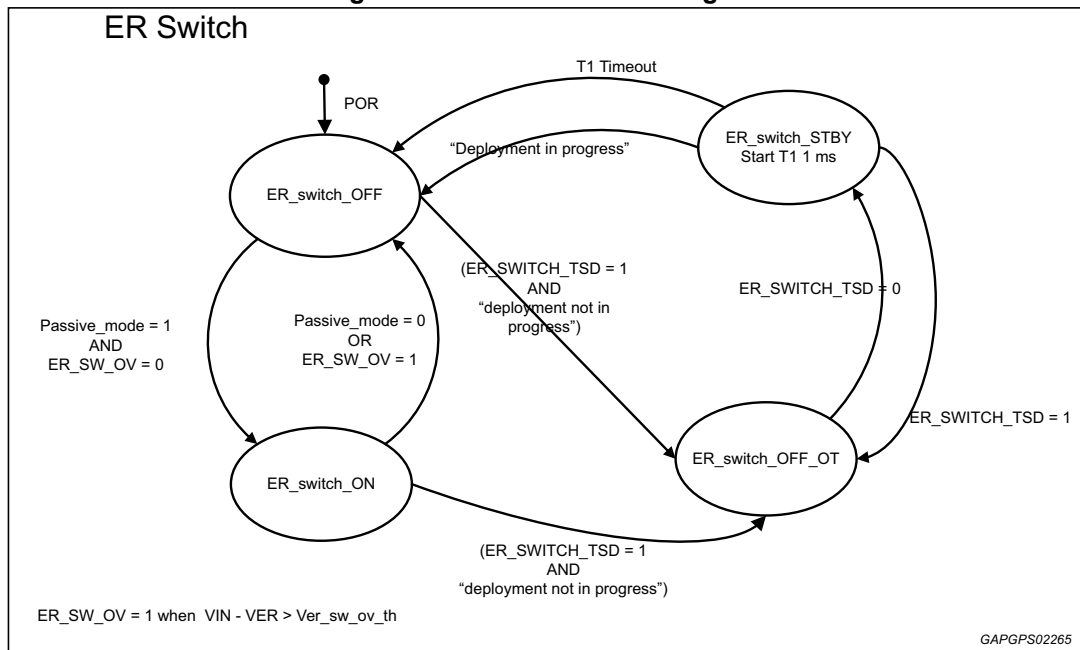 ER Switch
T1 Timeout
POR
ER_switch_STBY
Start T1 1 ms
“Deployment in progress”
ER_switch_OFF
(ER_SWITCH_TSD = 1
AND
“deployment not in
progress”)
ER_SWITCH_TSD = 0
Passive_mode = 1
AND
ER_SW_OV = 0
Passive_mode = 0
OR
ER_SW_OV = 1
ER_SWITCH_TSD = 1
ER_switch_OFF_OT
ER_switch_ON
(ER_SWITCH_TSD = 1
AND
“deployment not in progress”)
ER_SW_OV = 1 when VIN - VER > Ver_sw_ov_th
GAPGPS02265